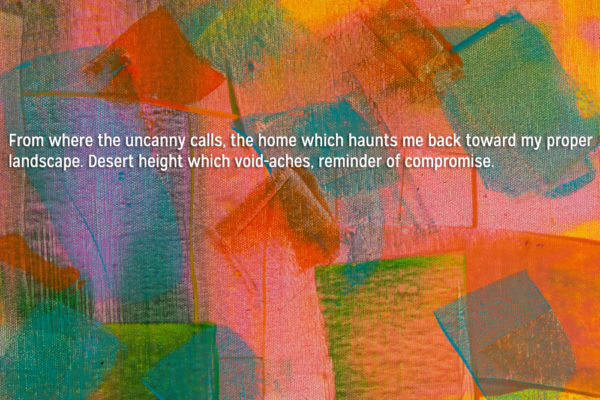 From where the uncanny calls, the home which haunts me back toward my proper
landscape. Desert height which void-aches, reminder of compromise.